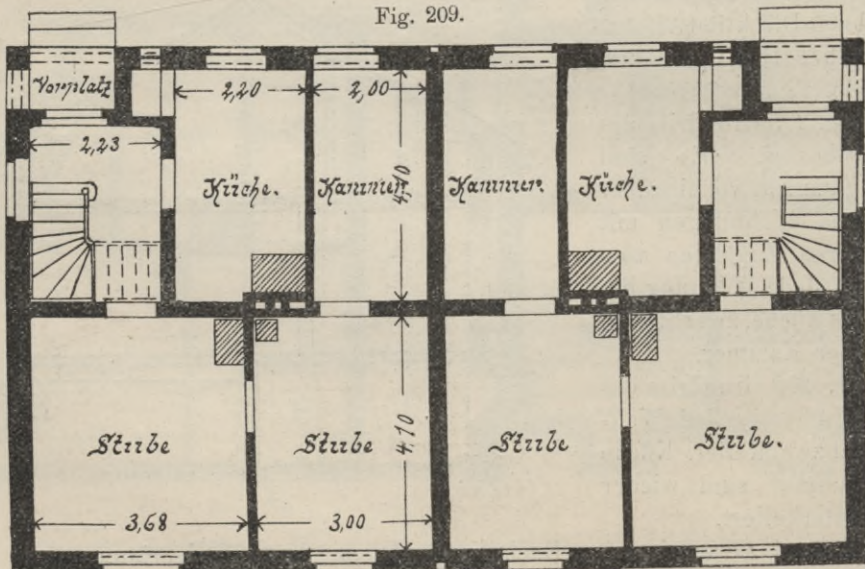 Fig. 209.
Vorplatz
2,20
2,00
2,23
4,10
Küche.
Kammer.
Kammer.
Küche.
4,10
Stube
Stube
Stube
Stube.
3,68
3,00